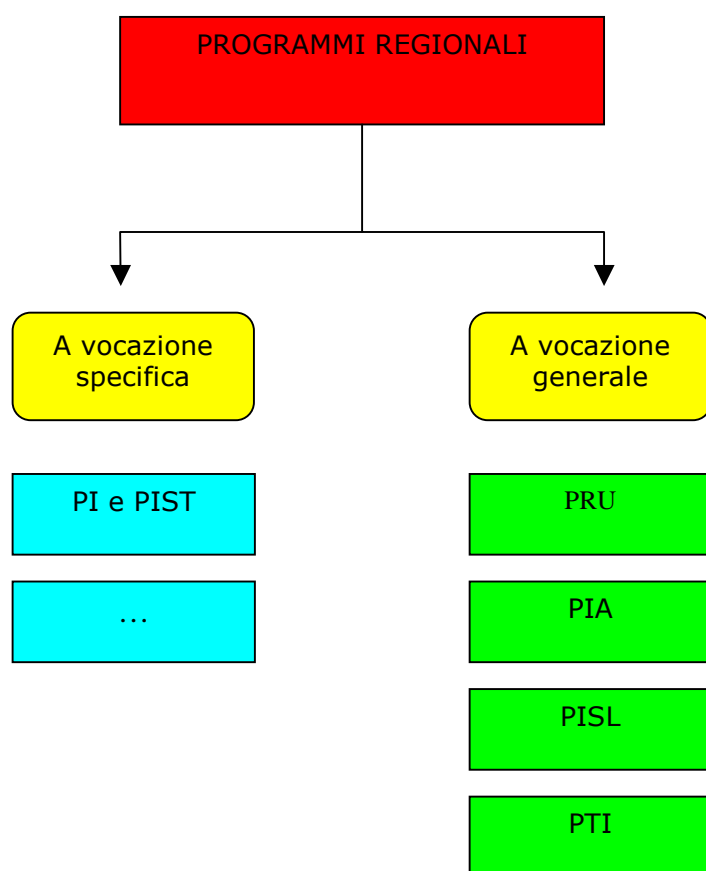 PROGRAMMI REGIONALI
A vocazione
specifica
A vocazione
generale
PI e PIST
PRU
…
PIA
PISL
PTI